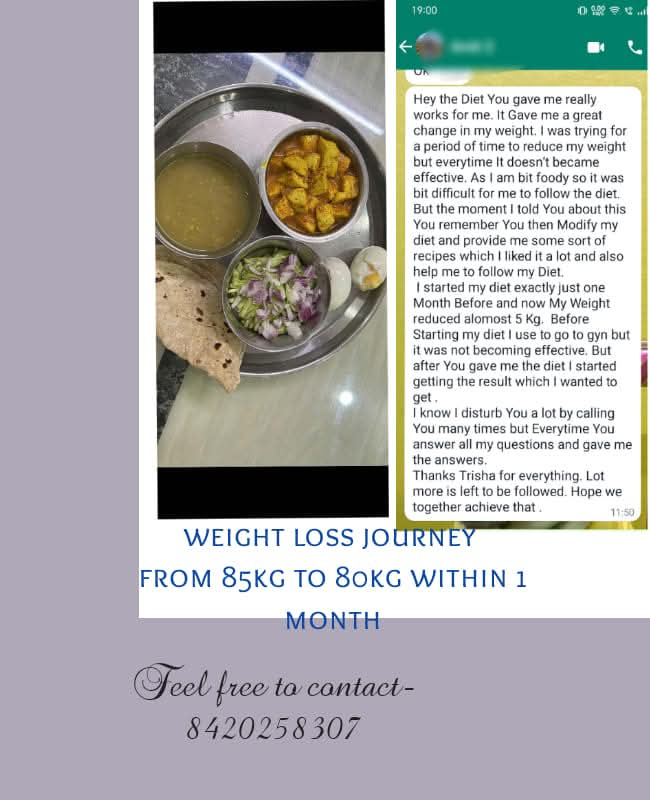 19:00
0.00
KB/S
OK
Hey the Diet You gave me really
works for me. It Gave me a great
change in my weight. I was trying for
a period of time to reduce my weight
but everytime It doesn't became
effective. As I am bit foody so it was
bit difficult for me to follow the diet.
But the moment I told You about this
You remember You then Modify my
diet and provide me some sort of
recipes which I liked it a lot and also
help me to follow my Diet.
I started my diet exactly just one
Month Before and now My Weight
reduced alomost 5 Kg. Before
Starting my diet I use to go to gyn but
it was not becoming effective. But
after You gave me the diet I started
getting the result which I wanted to
get .
I know I disturb You a lot by calling
You many times but Everytime You
answer all my questions and gave me
the answers.
Thanks Trisha for everything. Lot
more is left to be followed. Hope we
together achieve that .
11:50
WEIGHT LOSS JOURNEY
FROM 85KG TO 80KG WITHIN 1
MONTH
Feel free to contact-
8420258307